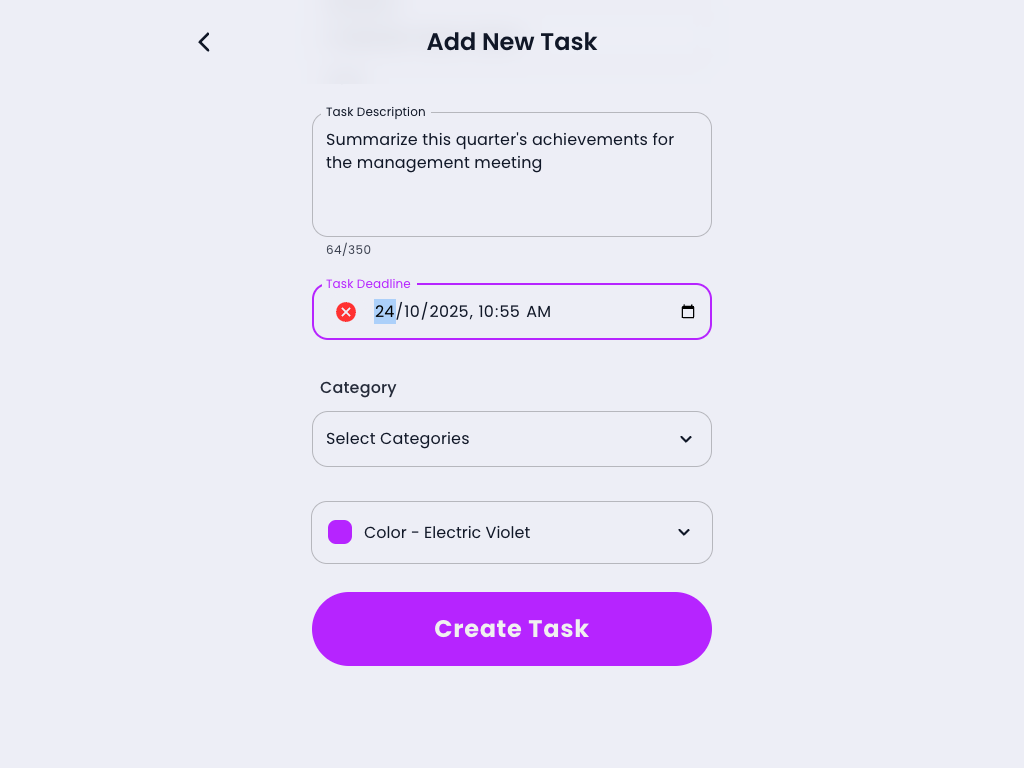 Add New Task
Task Description
Summarize this quarter's achievements for
the management meeting
64/350
Task Deadline
24/10/2025, 10:55 AM
Category
Select Categories
Color - Electric Violet
Create Task